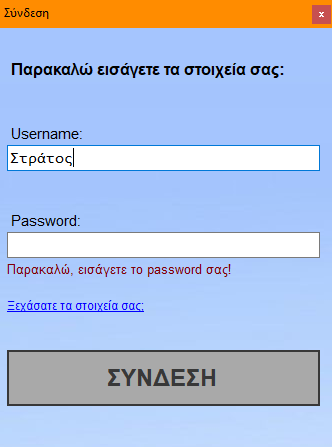 Σύνδεση
x
Παρακαλώ εισάγετε τα στοιχεία σας:
Username:
Στράτος
Password:
Παρακαλώ, εισάγετε το password σας!
Ξεχάσατε τα στοιχεία σας;
ΣΥΝΔΕΣΗ